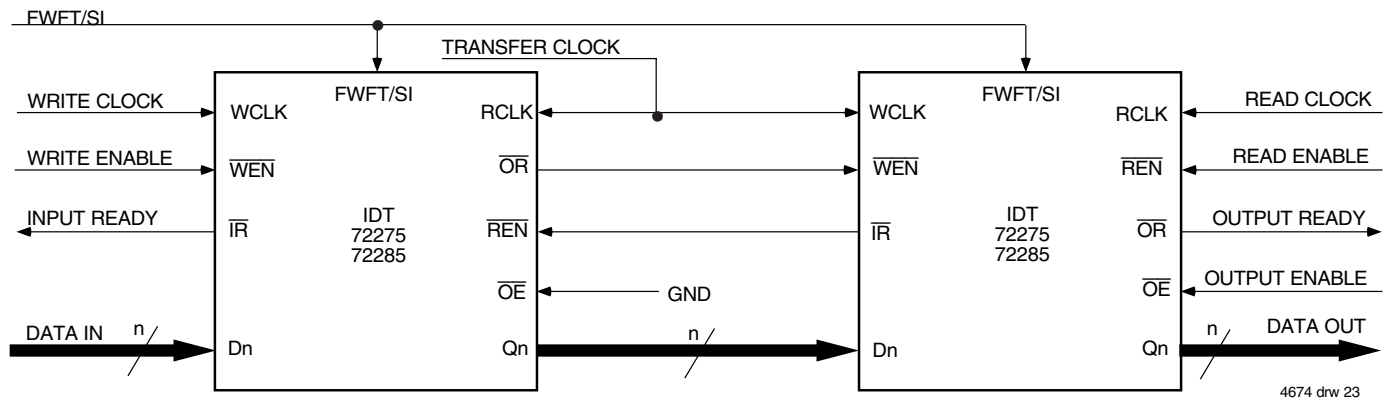 FWFT/SI
TRANSFER CLOCK
FWFT/SI
FWFT/SI
WRITE CLOCK
WCLK
RCLK
WCLK
RCLK
READ CLOCK
WRITE ENABLE
WEN
OR
WEN
REN
READ ENABLE
INPUT READY
IR
IDT
72275
72285
REN
IR
IDT
72275
72285
OR
OUTPUT READY
OE
GND
OE
OUTPUT ENABLE
DATA IN
n
Dn
Qn
n
Dn
Qn
n
DATA OUT
4674 drw 23